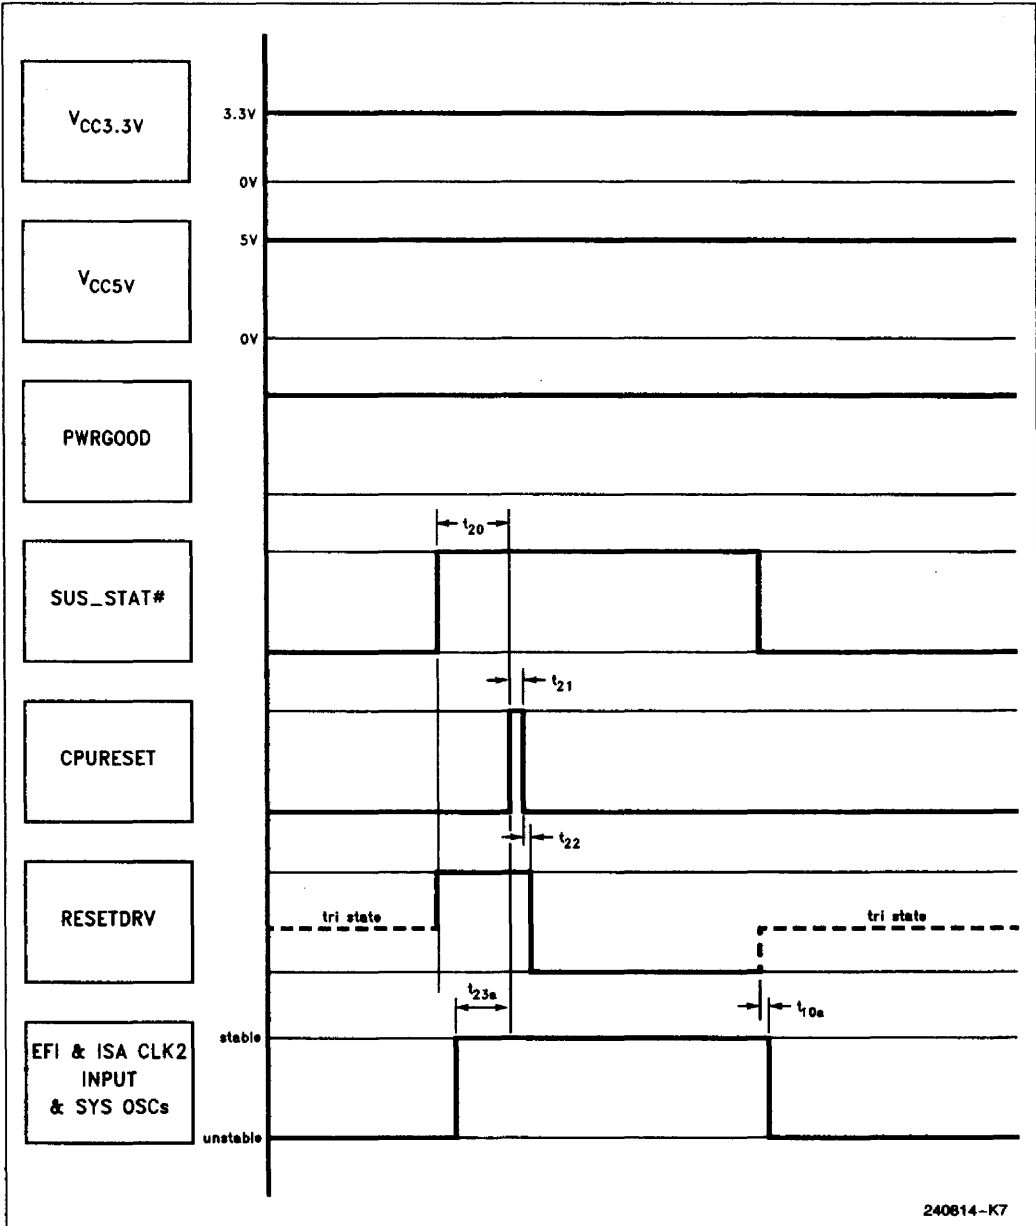 VCC3.3V
3.3V
0V
VCC5V
5V
0V
PWRGOOD
t20
SUS_STAT#
t21
CPURESET
t22
RESETDRV
tri state
tri state
t23a
t10a
EFI & ISA CLK2
INPUT
& SYS OSCs
stable
unstable
240814-K7